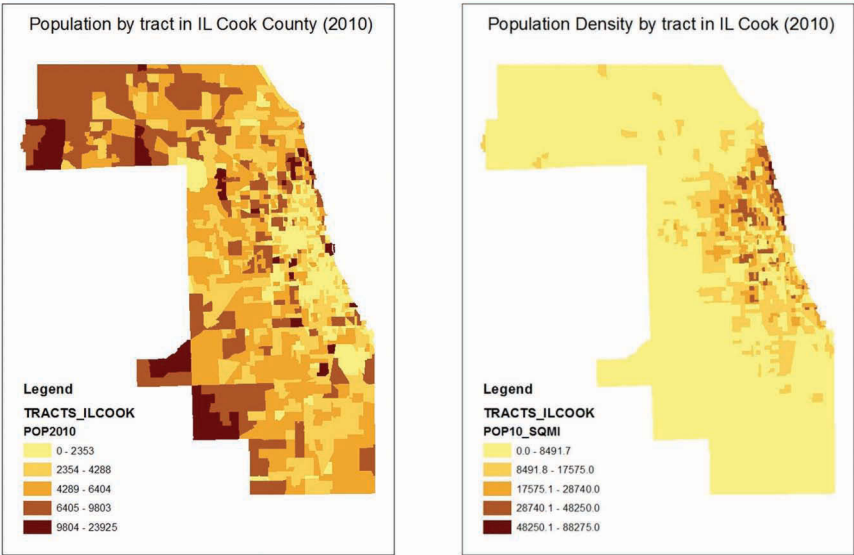 Population by tract in IL Cook County (2010)
Legend
TRACTS_ILCOOK
POP2010
0 - 2353
2354 - 4288
4289 - 6404
6405 - 9803
9804 - 23925
Population Density by tract in IL Cook (2010)
Legend
TRACTS_ILCOOK
POP10_SQMI
0.0 - 8491.7
8491.8 - 17575.0
17575.1 - 28740.0
28740.1 - 48250.0
48250.1 - 88275.0